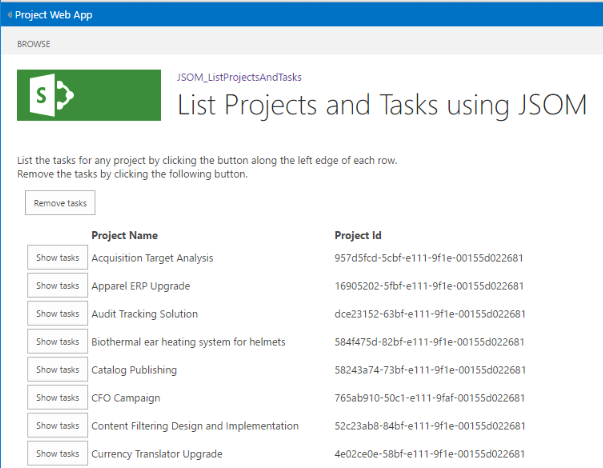 Project Web App
BROWSE
S
JSOM_ListProjectsAndTasks
List Projects and Tasks using JSOM
List the tasks for any project by clicking the button along the left edge of each row.
Remove the tasks by clicking the following button.
Remove tasks
Project Name Project Id
Show tasks Acquisition Target Analysis 957d5fcd-5cbf-e111-9f1e-00155d022681
Show tasks Apparel ERP Upgrade 16905202-5fbf-e111-9f1e-00155d022681
Show tasks Audit Tracking Solution dce23152-63bf-e111-9f1e-00155d022681
Show tasks Biothermal ear heating system for helmets 584f475d-82bf-e111-9f1e-00155d022681
Show tasks Catalog Publishing 58243a74-73bf-e111-9f1e-00155d022681
Show tasks CFO Campaign 765ab910-50c1-e111-9faf-00155d022681
Show tasks Content Filtering Design and Implementation 52c23ab8-84bf-e111-9f1e-00155d022681
Show tasks Currency Translator Upgrade 4e02ce0e-58bf-e111-9f1e-00155d022681